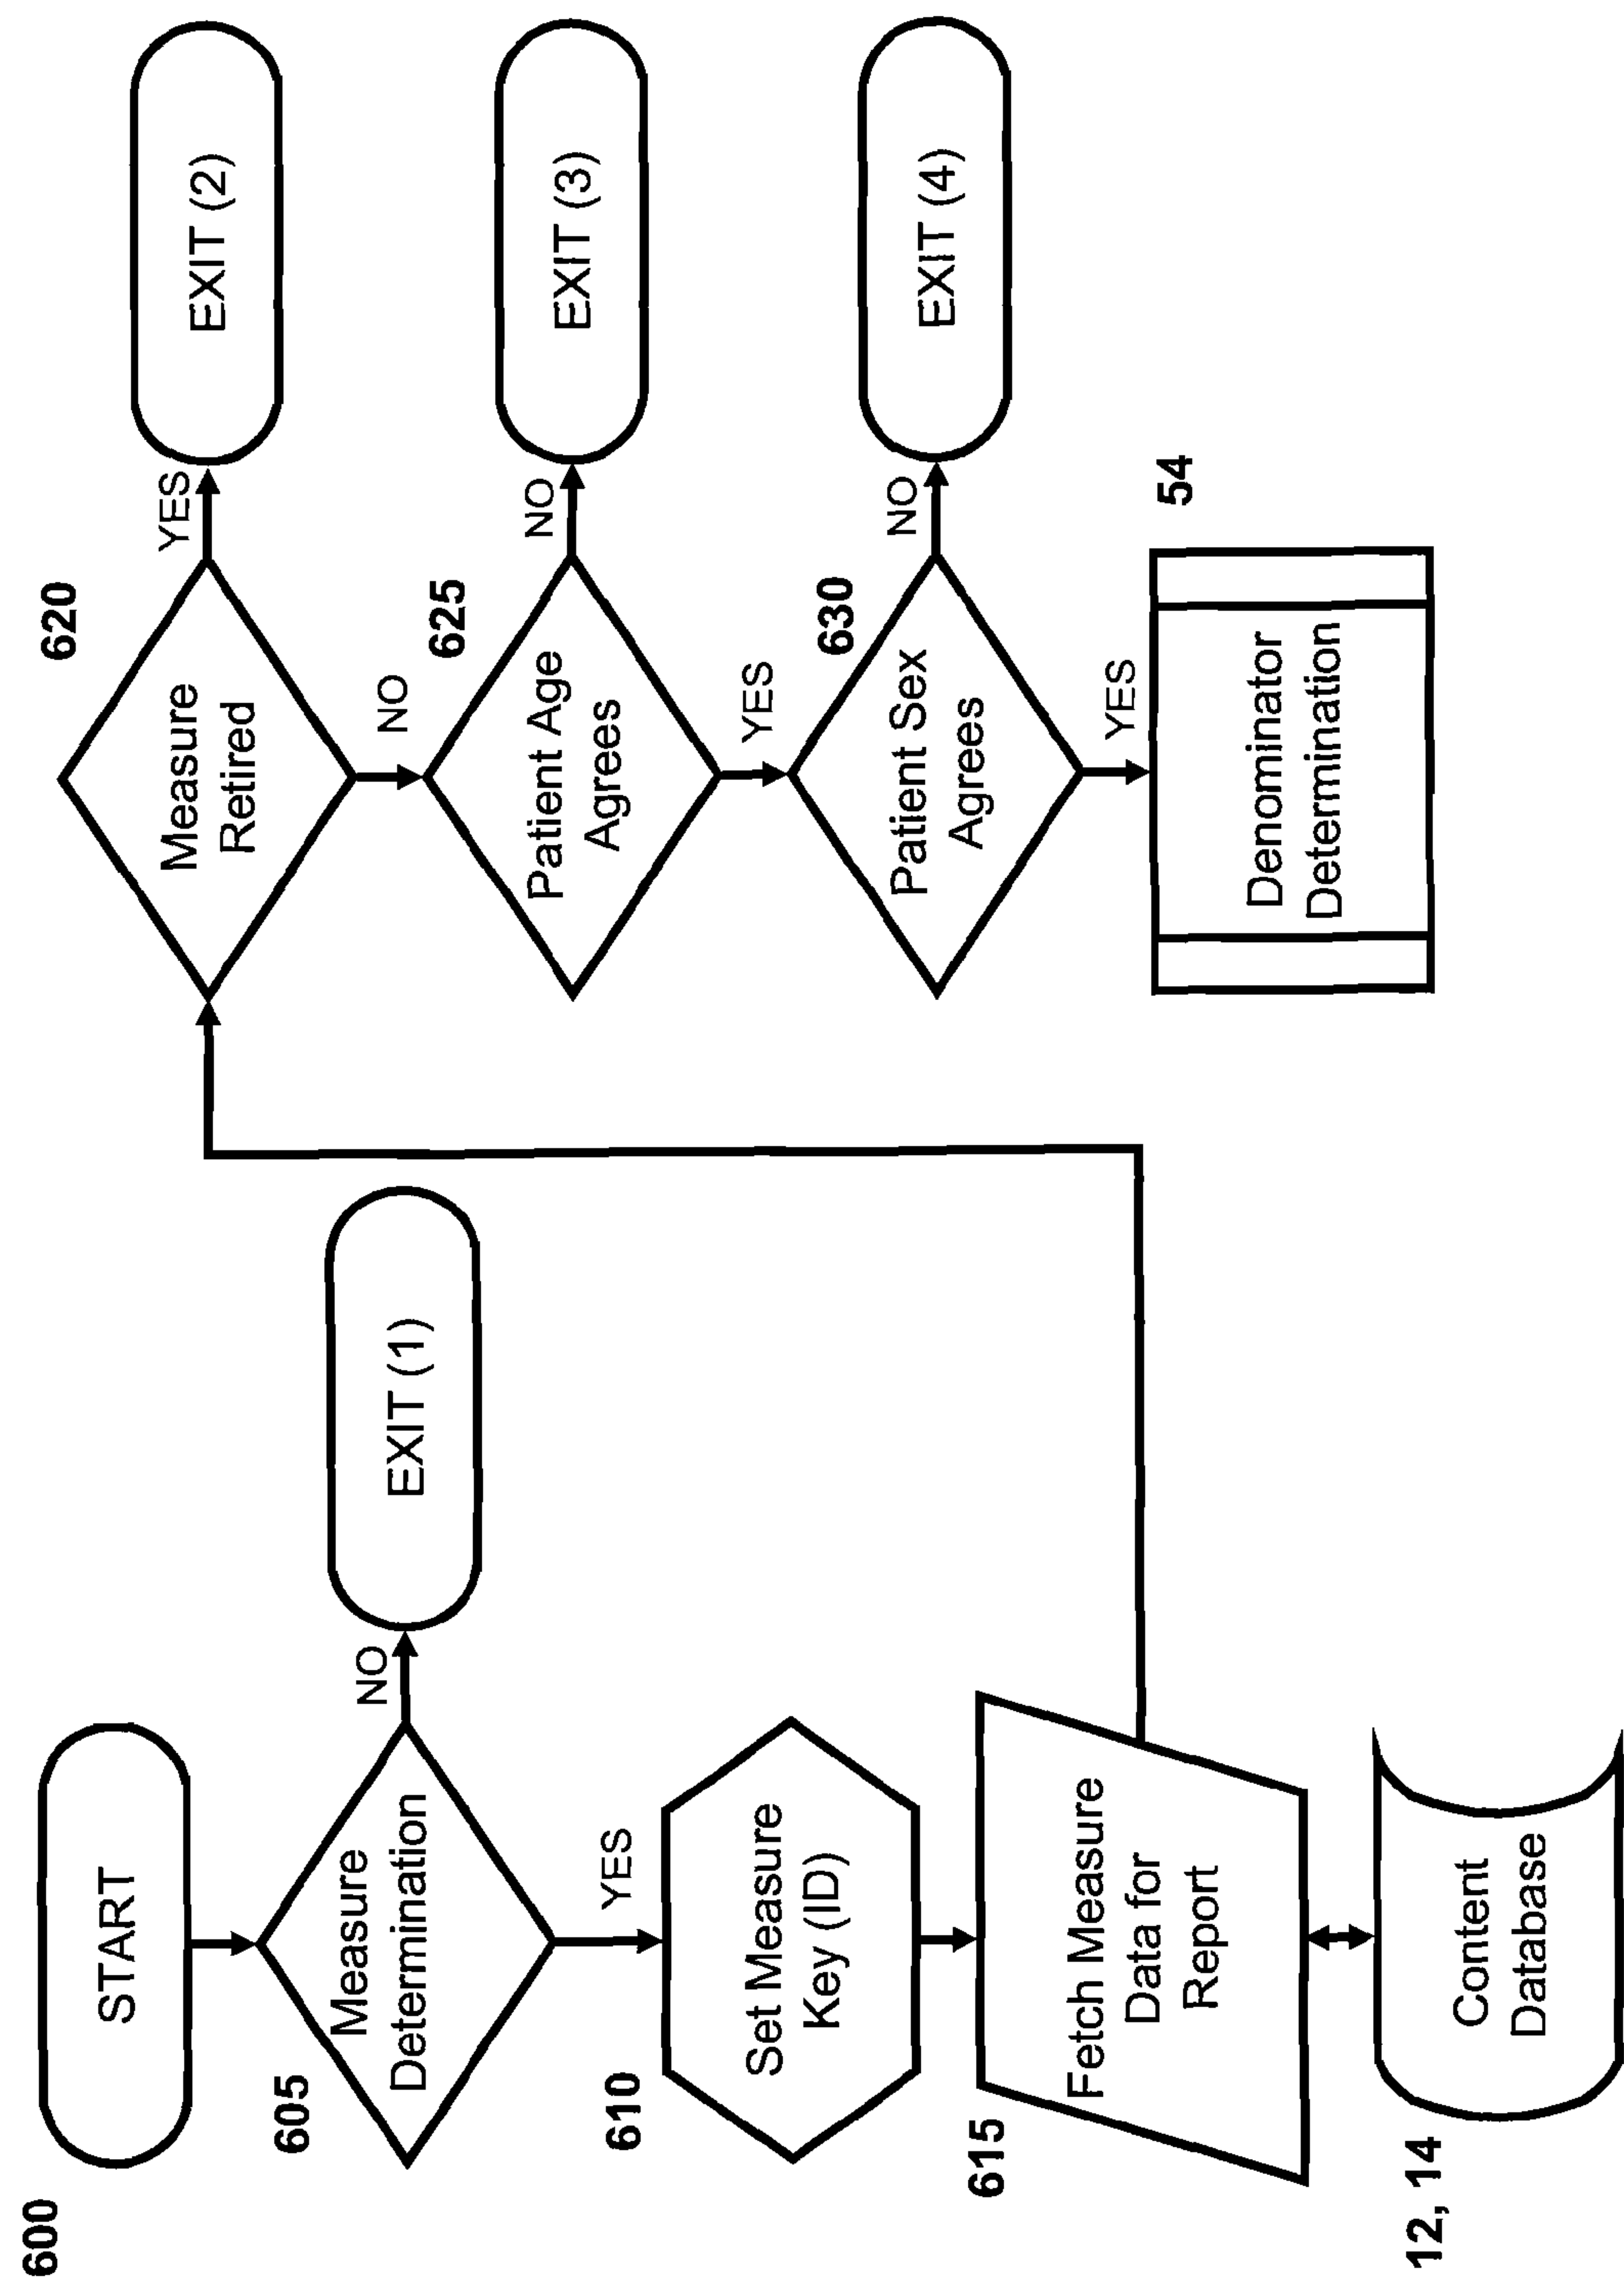 600
START
605
Measure
Determination
NO
EXIT (1)
YES
610
Set Measure
Key (ID)
615
Fetch Measure
Data for
Report
12, 14
Content
Database
620
Measure
Retired
YES
EXIT (2)
NO
625
Patient Age
Agrees
NO
EXIT (3)
YES
630
Patient Sex
Agrees
NO
EXIT (4)
YES
54
Denominator
Determination